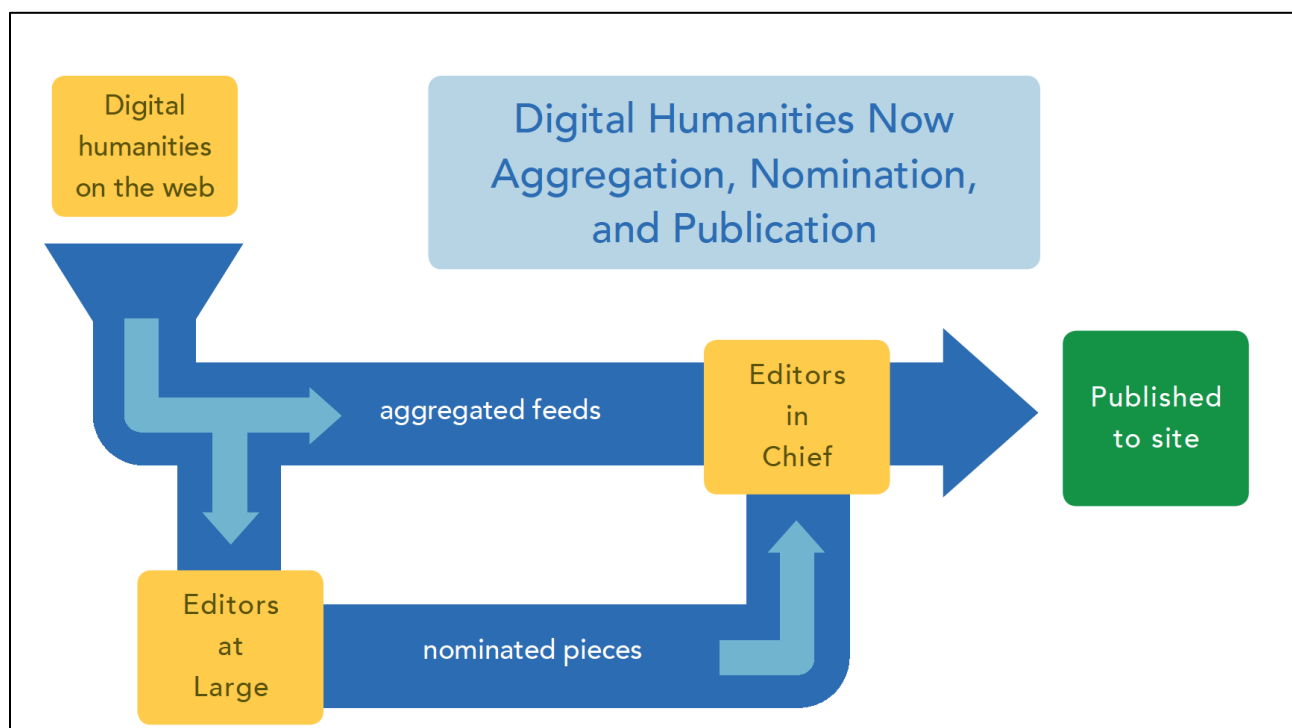 Digital
humanities
on the web
Digital Humanities Now
Aggregation, Nomination,
and Publication
aggregated feeds
Editors
in
Chief
Published
to site
Editors
at
Large
nominated pieces